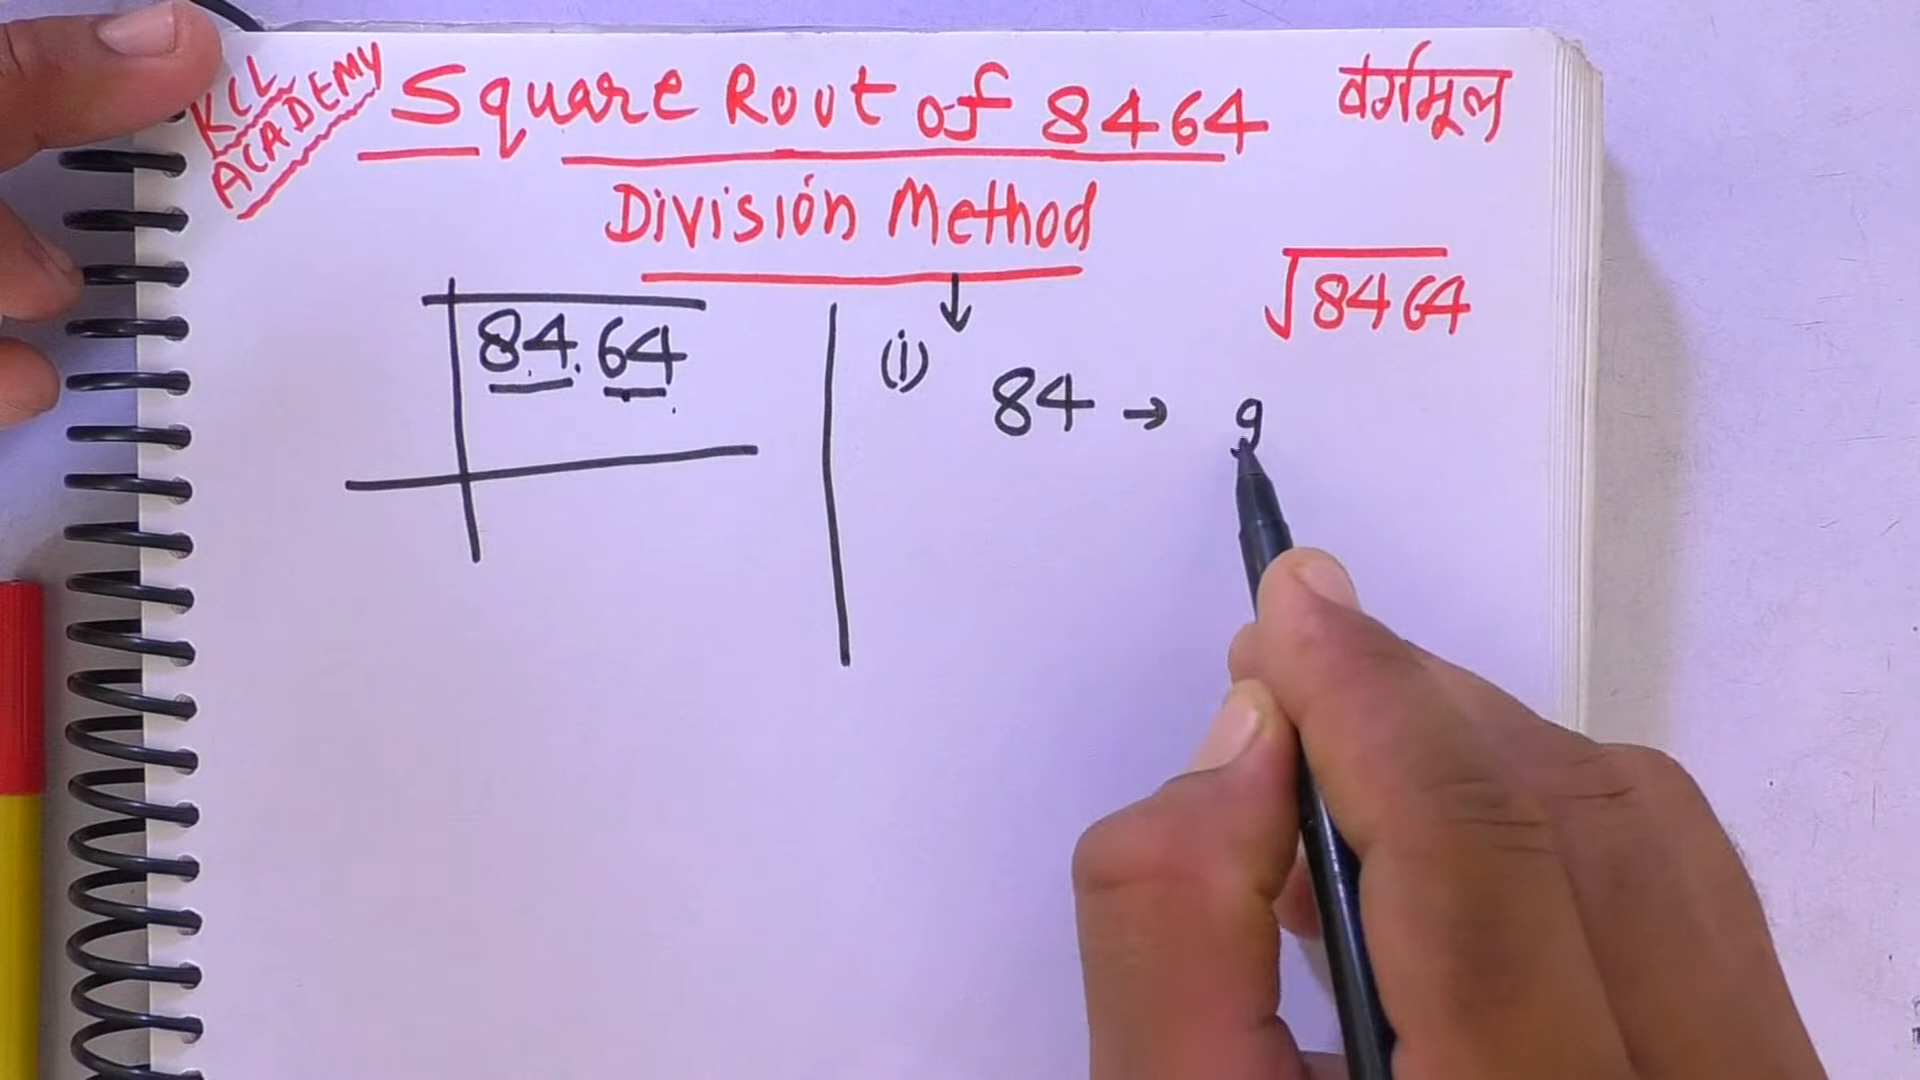 KCL
ACADEMY
Square Root of 8464
वर्गमूल
Division Method
√8464
84.64
(i)
84 → 9